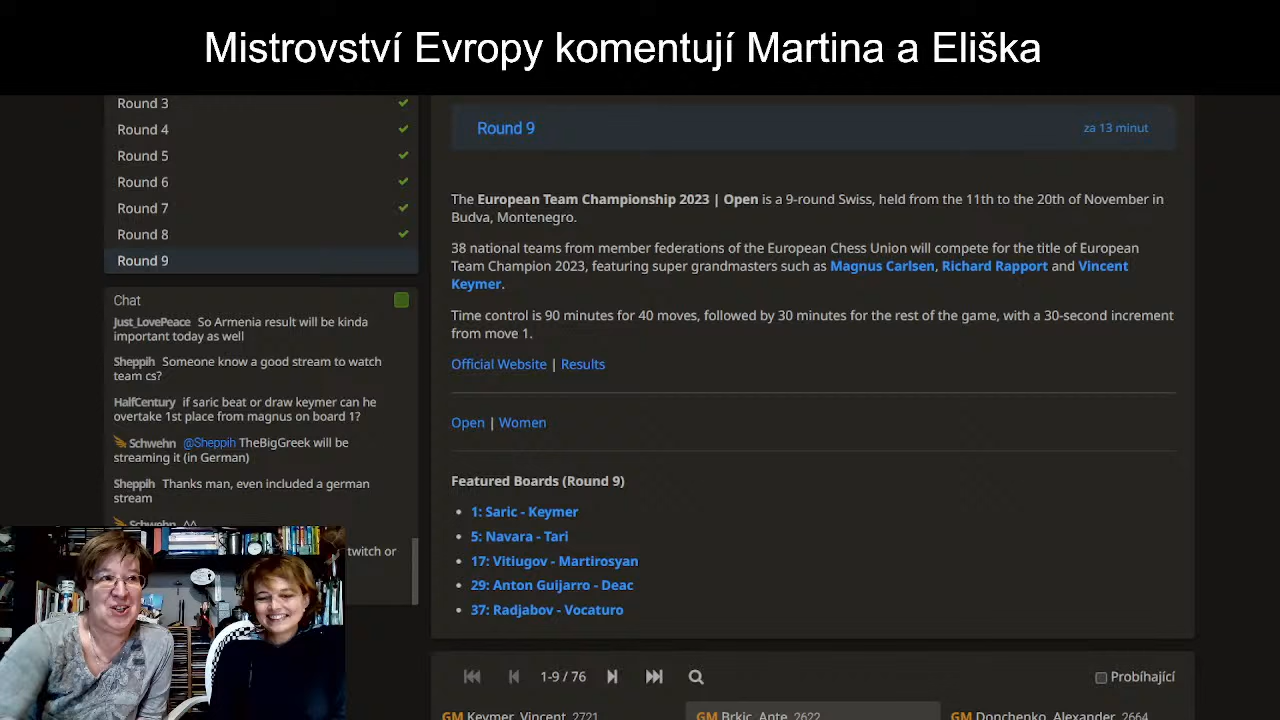 Mistrovství Evropy komentují Martina a Eliška
Round 3
Round 4
Round 5
Round 6
Round 7
Round 8
Round 9
Chat
Just_LovePeace So Armenia result will be kinda
important today as well
Sheppih Someone know a good stream to watch
team cs?
HalfCentury if saric beat or draw keymer can he
overtake 1st place from magnus on board 1?
Schwehn @Sheppih TheBigGreek will be
streaming it (in German)
Sheppih Thanks man, even included a german
stream
Schwehn ^^
twitch or
Round 9 za 13 minut
The European Team Championship 2023 | Open is a 9-round Swiss, held from the 11th to the 20th of November in
Budva, Montenegro.
38 national teams from member federations of the European Chess Union will compete for the title of European
Team Champion 2023, featuring super grandmasters such as Magnus Carlsen, Richard Rapport and Vincent
Keymer.
Time control is 90 minutes for 40 moves, followed by 30 minutes for the rest of the game, with a 30-second increment
from move 1.
Official Website | Results
Open | Women
Featured Boards (Round 9)
1: Saric - Keymer
5: Navara - Tari
17: Vitiugov - Martirosyan
29: Anton Guijarro - Deac
37: Radjabov - Vocaturo
1-9 / 76 Probíhající
GM Keymer, Vincent 2721 GM Brkic, Ante 2622 GM Donchenko, Alexander 2664